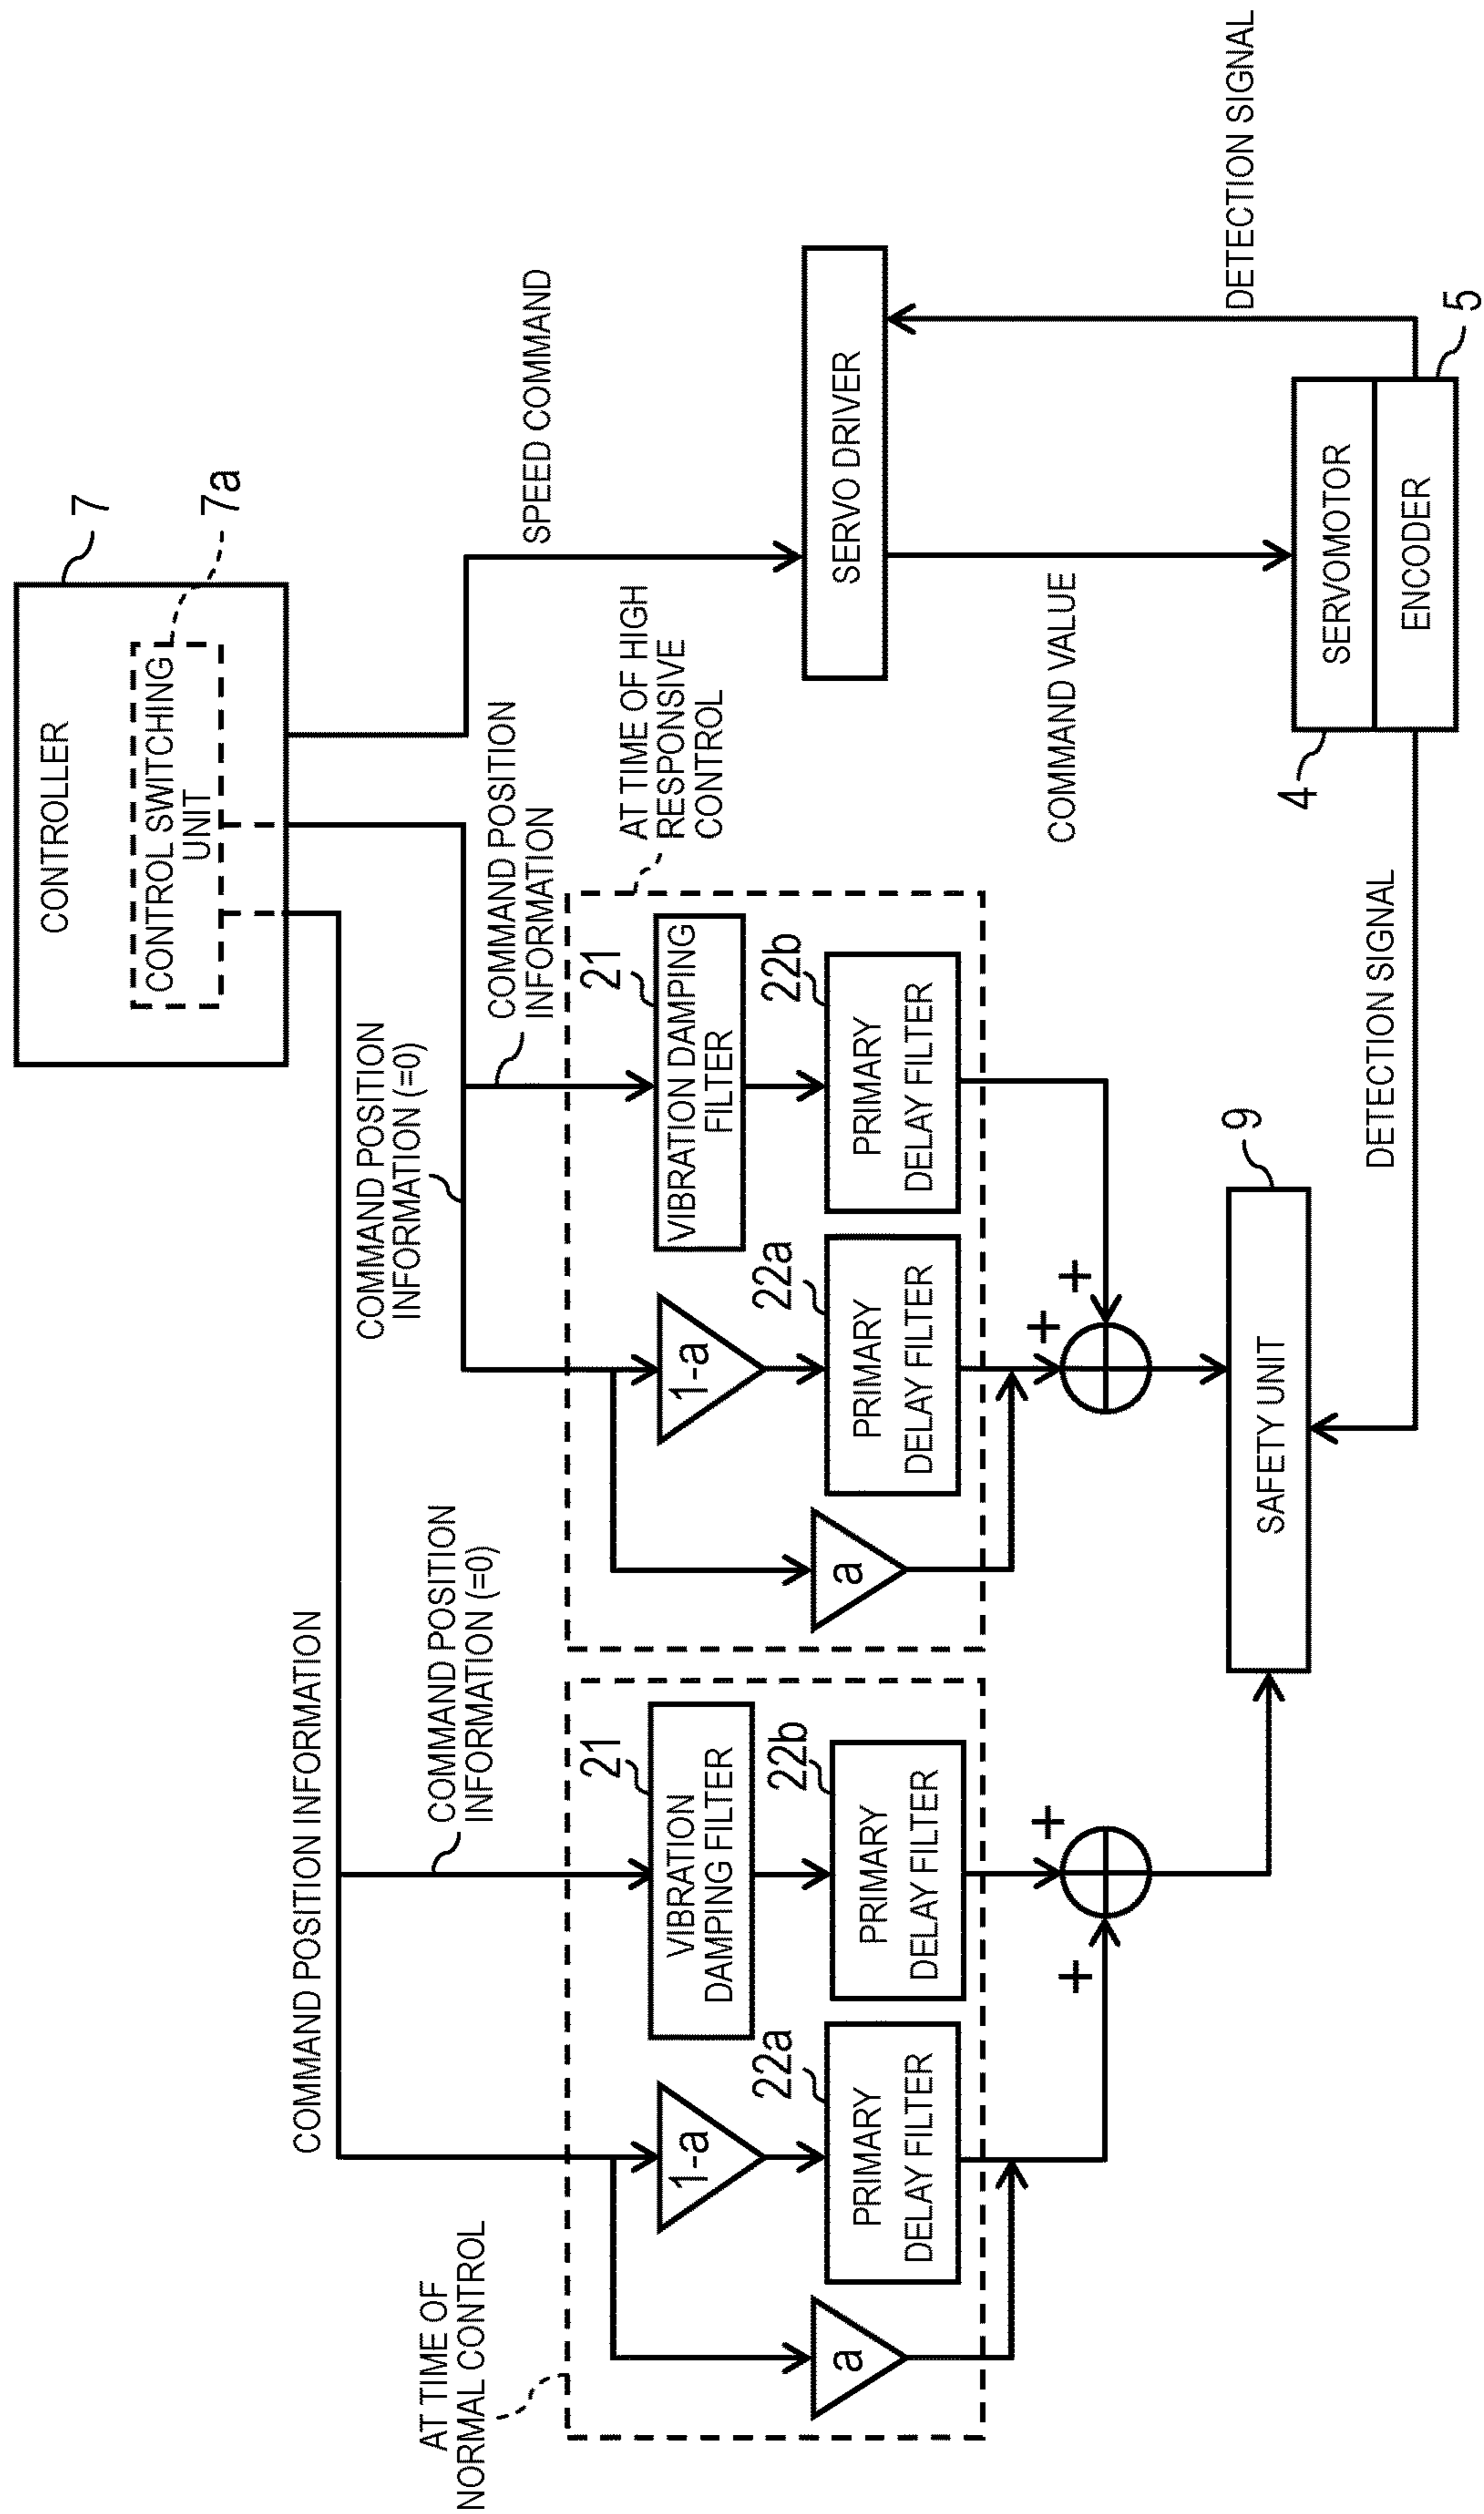 CONTROLLER
7
CONTROL SWITCHING
UNIT
7a
COMMAND POSITION INFORMATION
COMMAND POSITION
INFORMATION (=0)
COMMAND POSITION
INFORMATION (=0)
COMMAND POSITION
INFORMATION
SPEED COMMAND
AT TIME OF
NORMAL CONTROL
AT TIME OF HIGH
RESPONSIVE
CONTROL
1-a
21
VIBRATION
DAMPING FILTER
1-a
21
VIBRATION DAMPING
FILTER
a
22a
PRIMARY
DELAY FILTER
22b
PRIMARY
DELAY FILTER
a
22a
PRIMARY
DELAY FILTER
22b
PRIMARY
DELAY FILTER
SERVO DRIVER
+
+
+
+
COMMAND VALUE
DETECTION SIGNAL
SAFETY UNIT
9
DETECTION SIGNAL
4
SERVOMOTOR
ENCODER
5